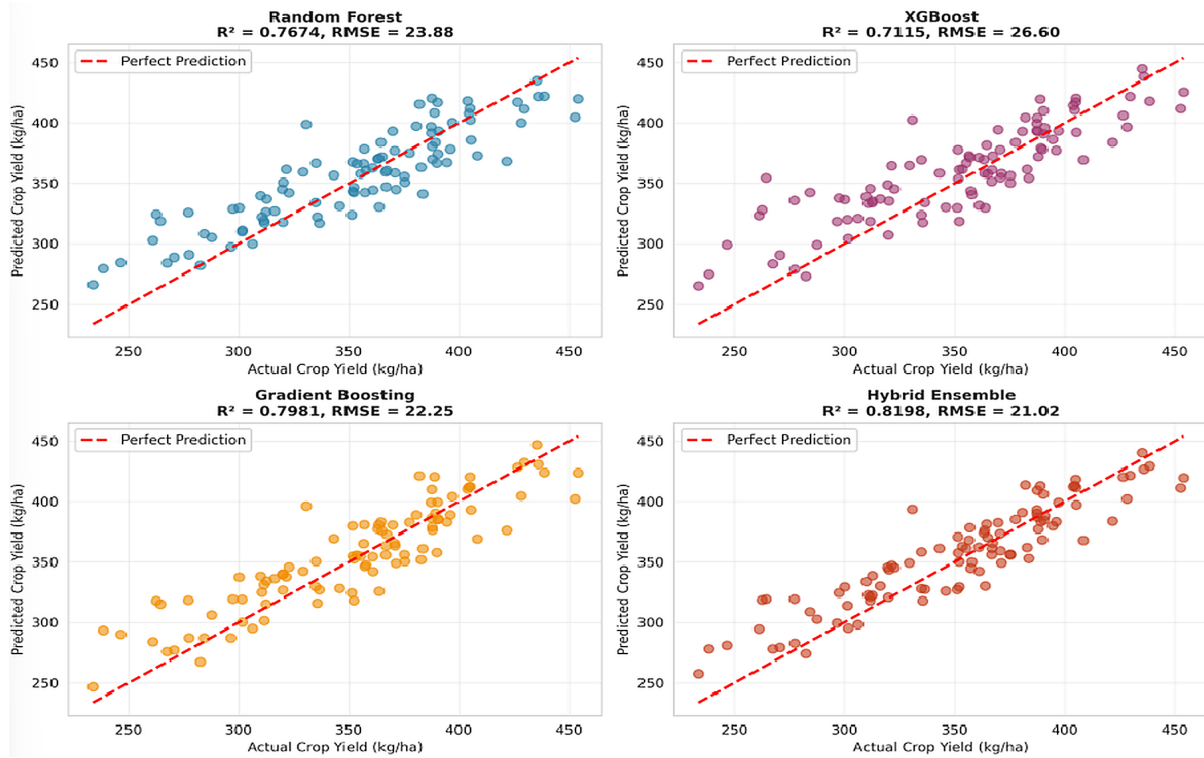 Random Forest
R² = 0.7674, RMSE = 23.88
Perfect Prediction
Predicted Crop Yield (kg/ha)
450
400
350
300
250
250 300 350 400 450
Actual Crop Yield (kg/ha)
XGBoost
R² = 0.7115, RMSE = 26.60
Perfect Prediction
Predicted Crop Yield (kg/ha)
450
400
350
300
250
250 300 350 400 450
Actual Crop Yield (kg/ha)
Gradient Boosting
R² = 0.7981, RMSE = 22.25
Perfect Prediction
Predicted Crop Yield (kg/ha)
450
400
350
300
250
250 300 350 400 450
Actual Crop Yield (kg/ha)
Hybrid Ensemble
R² = 0.8198, RMSE = 21.02
Perfect Prediction
Predicted Crop Yield (kg/ha)
450
400
350
300
250
250 300 350 400 450
Actual Crop Yield (kg/ha)